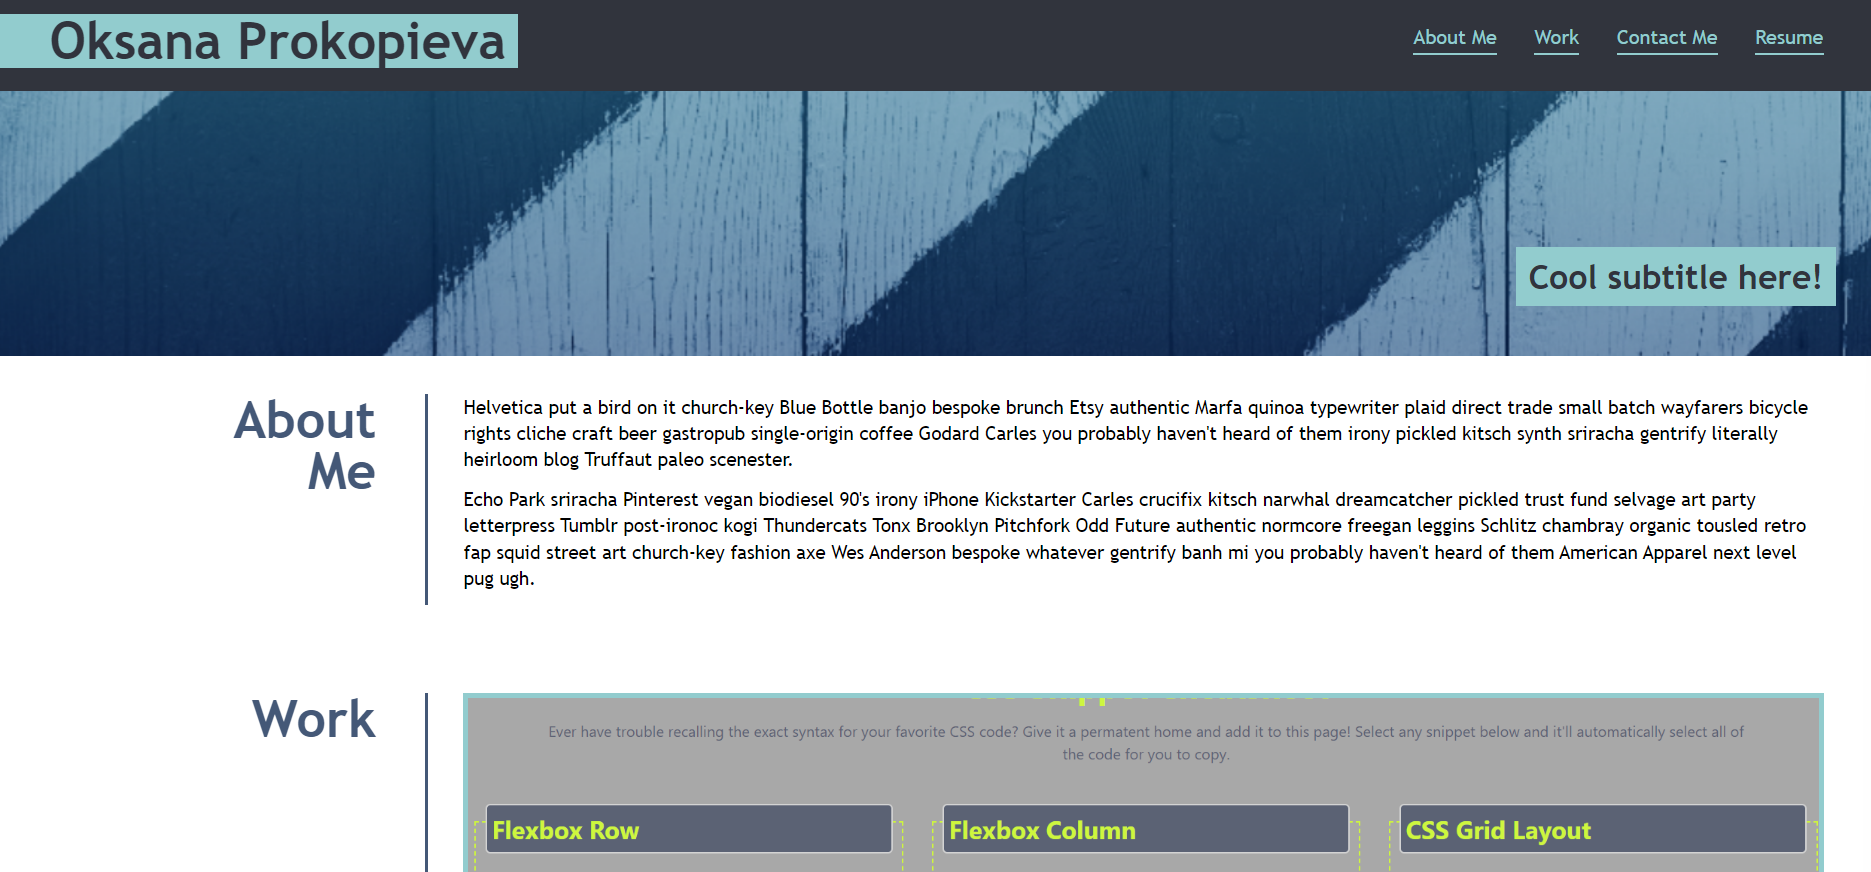 Oksana Prokopieva
About Me Work Contact Me Resume
Cool subtitle here!
About
Me
Helvetica put a bird on it church-key Blue Bottle banjo bespoke brunch Etsy authentic Marfa quinoa typewriter plaid direct trade small batch wayfarers bicycle
rights cliche craft beer gastropub single-origin coffee Godard Carles you probably haven't heard of them irony pickled kitsch synth sriracha gentrify literally
heirloom blog Truffaut paleo scenester.
Echo Park sriracha Pinterest vegan biodiesel 90's irony iPhone Kickstarter Carles crucifix kitsch narwhal dreamcatcher pickled trust fund selvage art party
letterpress Tumblr post-ironoc kogi Thundercats Tonx Brooklyn Pitchfork Odd Future authentic normcore freegan leggins Schlitz chambray organic tousled retro
fap squid street art church-key fashion axe Wes Anderson bespoke whatever gentrify banh mi you probably haven't heard of them American Apparel next level
pug ugh.
Work
Ever have trouble recalling the exact syntax for your favorite CSS code? Give it a permatent home and add it to this page! Select any snippet below and it'll automatically select all of
the code for you to copy.
Flexbox Row
Flexbox Column
CSS Grid Layout